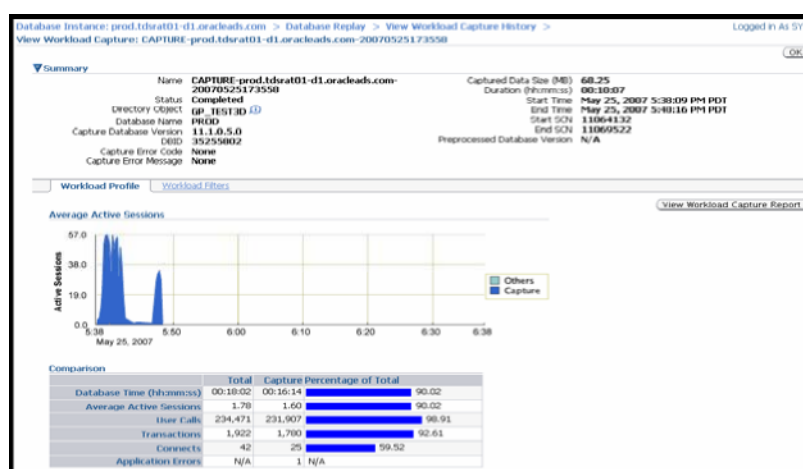 Database Instance: prod.tdsrat01-d1.oracleads.com > Database Replay > View Workload Capture History >
Logged in As SY
View Workload Capture: CAPTURE-prod.tdsrat01-d1.oracleads.com-20070525173558
OK
Summary
Name CAPTURE-prod.tdsrat01-d1.oracleads.com-20070525173558
Status Completed
Directory Object GP_TEST3D
Database Name PROD
Capture Database Version 11.1.0.5.0
DBID 35255802
Capture Error Code None
Capture Error Message None
Captured Data Size (MB) 68.25
Duration (hh:mm:ss) 00:10:07
Start Time May 25, 2007 5:38:09 PM PDT
End Time May 25, 2007 5:48:16 PM PDT
Start SCN 11064132
End SCN 11069522
Preprocessed Database Version N/A
Workload Profile Workload Filters
View Workload Capture Report
Average Active Sessions
Active Sessions
57.0
38.0
19.0
0.0
5:38 5:50 6:00 6:10 6:20 6:30 6:38
May 25, 2007
Others
Capture
Comparison
Total Capture Percentage of Total
Database Time (hh:mm:ss) 00:18:02 00:16:14 90.02
Average Active Sessions 1.78 1.60 90.02
User Calls 234,471 231,907 98.91
Transactions 1,922 1,780 92.61
Connects 42 25 59.52
Application Errors N/A 1 N/A